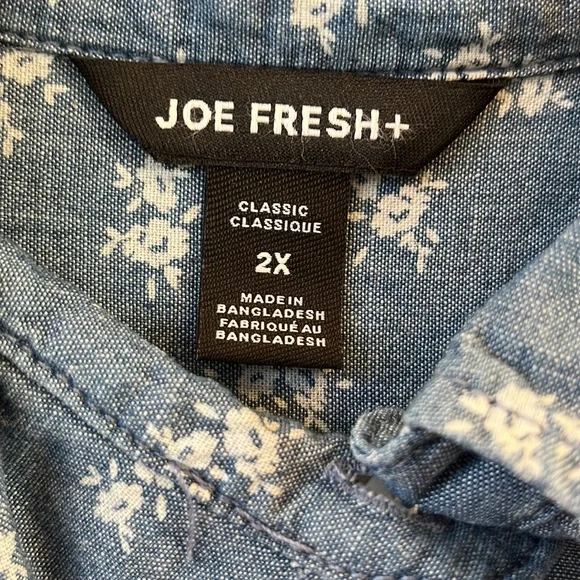 JOE FRESH+
CLASSIC
CLASSIQUE
2X
MADE IN
BANGLADESH
FABRIQUÉ AU
BANGLADESH